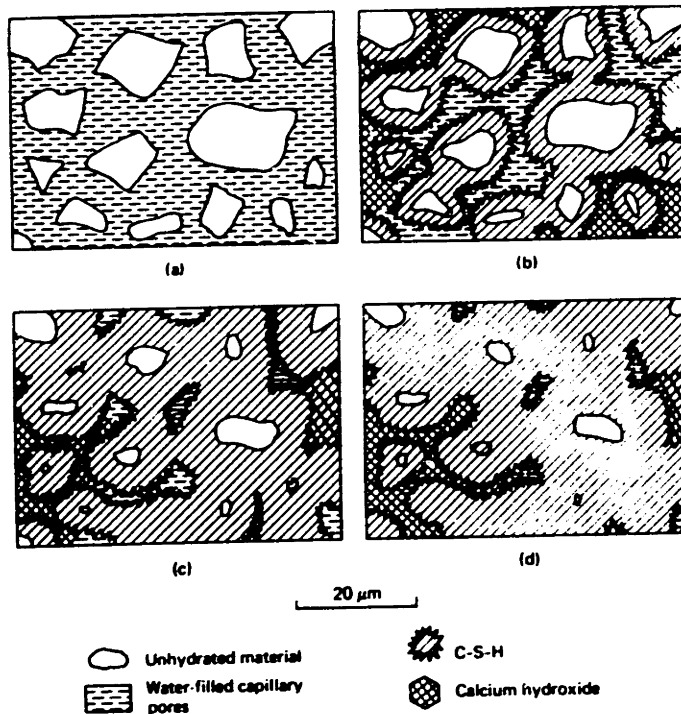 (a)
(b)
(c)
(d)
20 μm
Unhydrated material
C-S-H
Water-filled capillary
pores
Calcium hydroxide